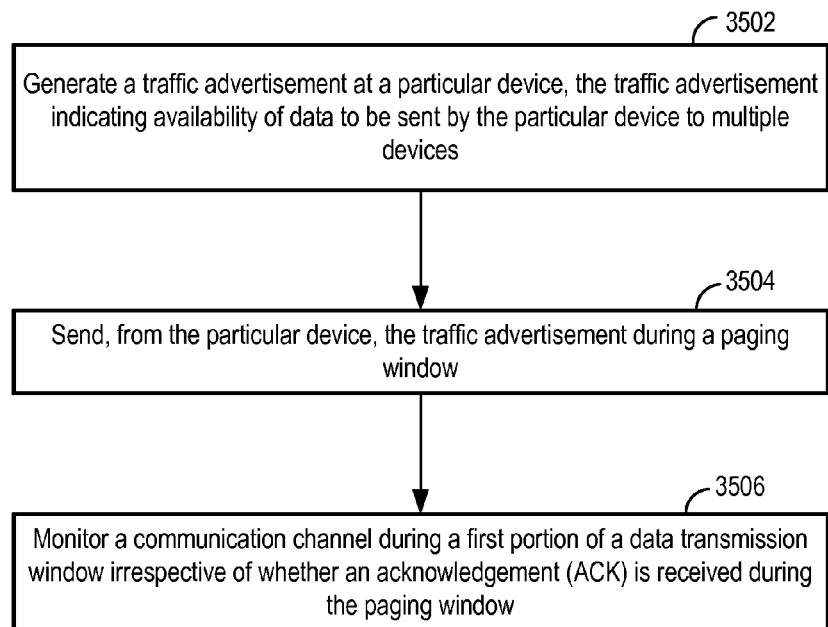 3502
Generate a traffic advertisement at a particular device, the traffic advertisement
indicating availability of data to be sent by the particular device to multiple
devices
3504
Send, from the particular device, the traffic advertisement during a paging
window
3506
Monitor a communication channel during a first portion of a data transmission
window irrespective of whether an acknowledgement (ACK) is received during
the paging window